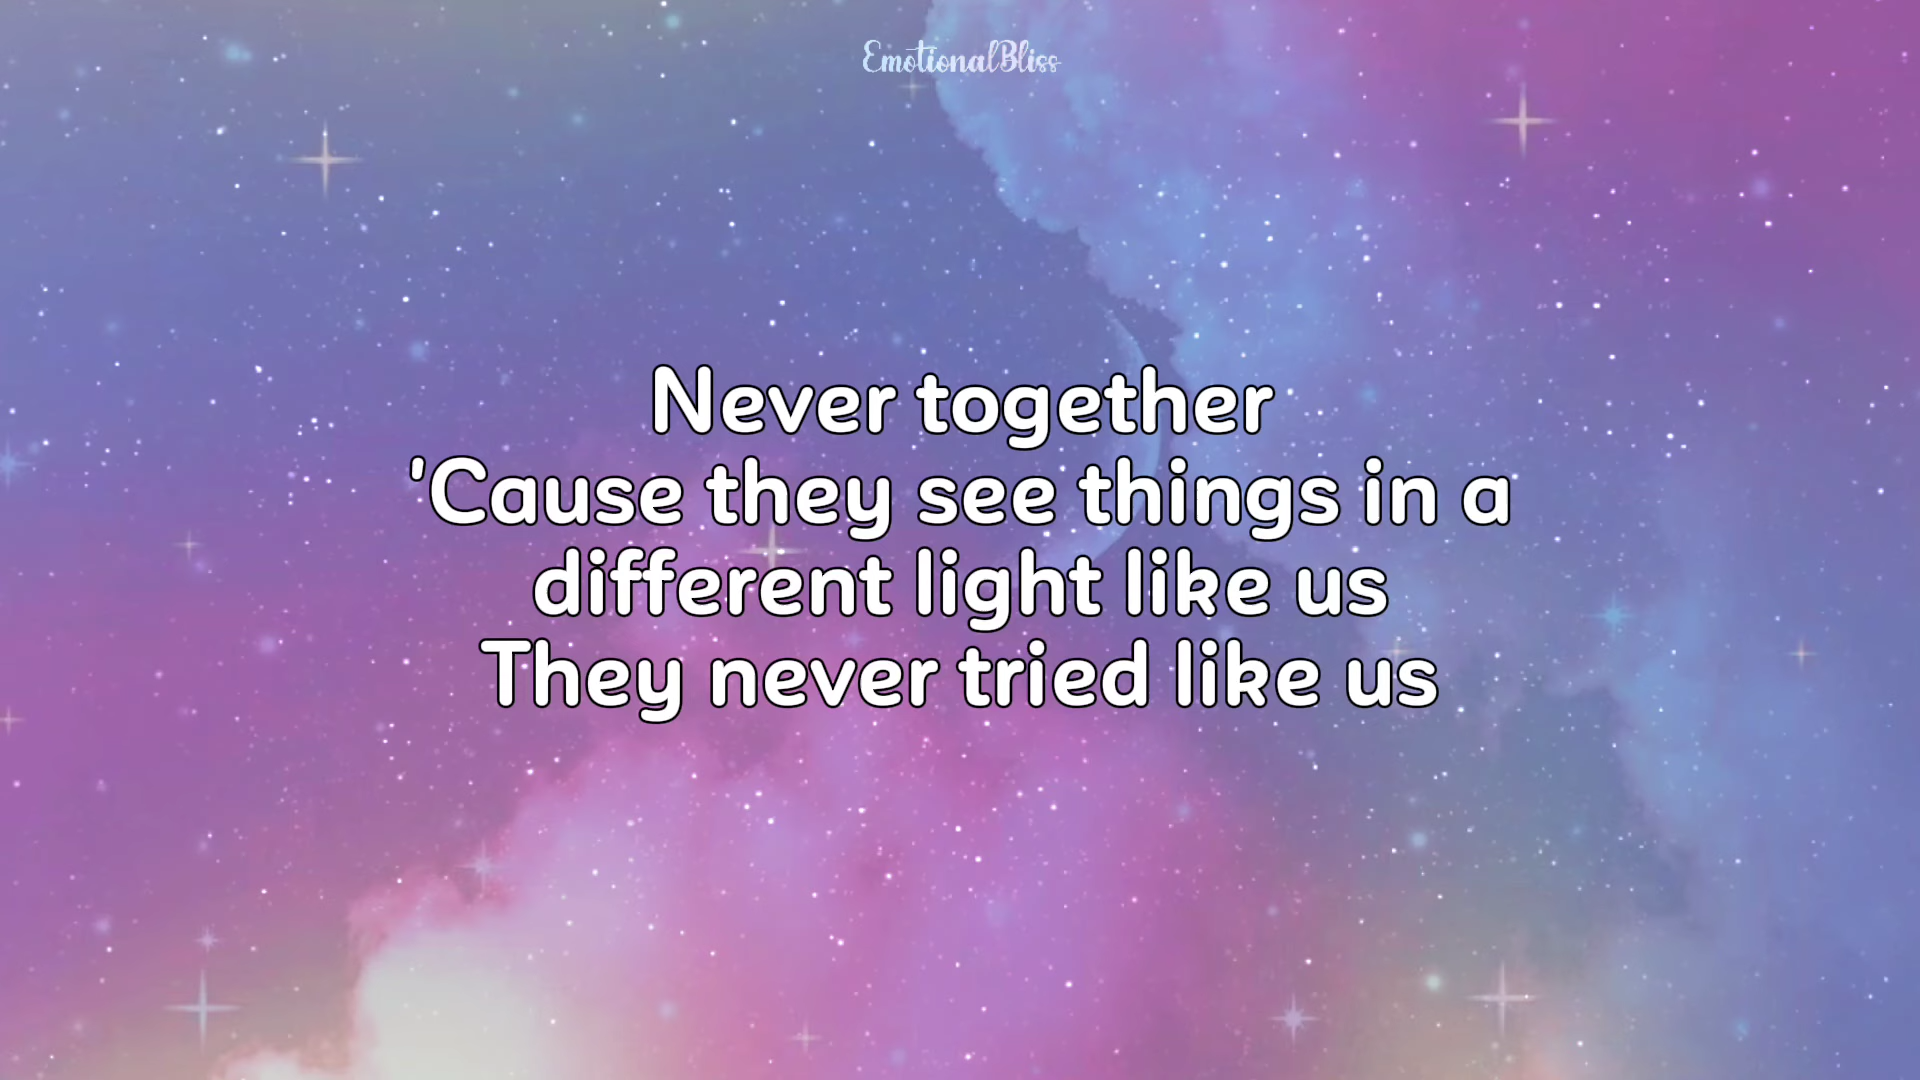 EmotionalBliss
Never together
'Cause they see things in a
different light like us
They never tried like us